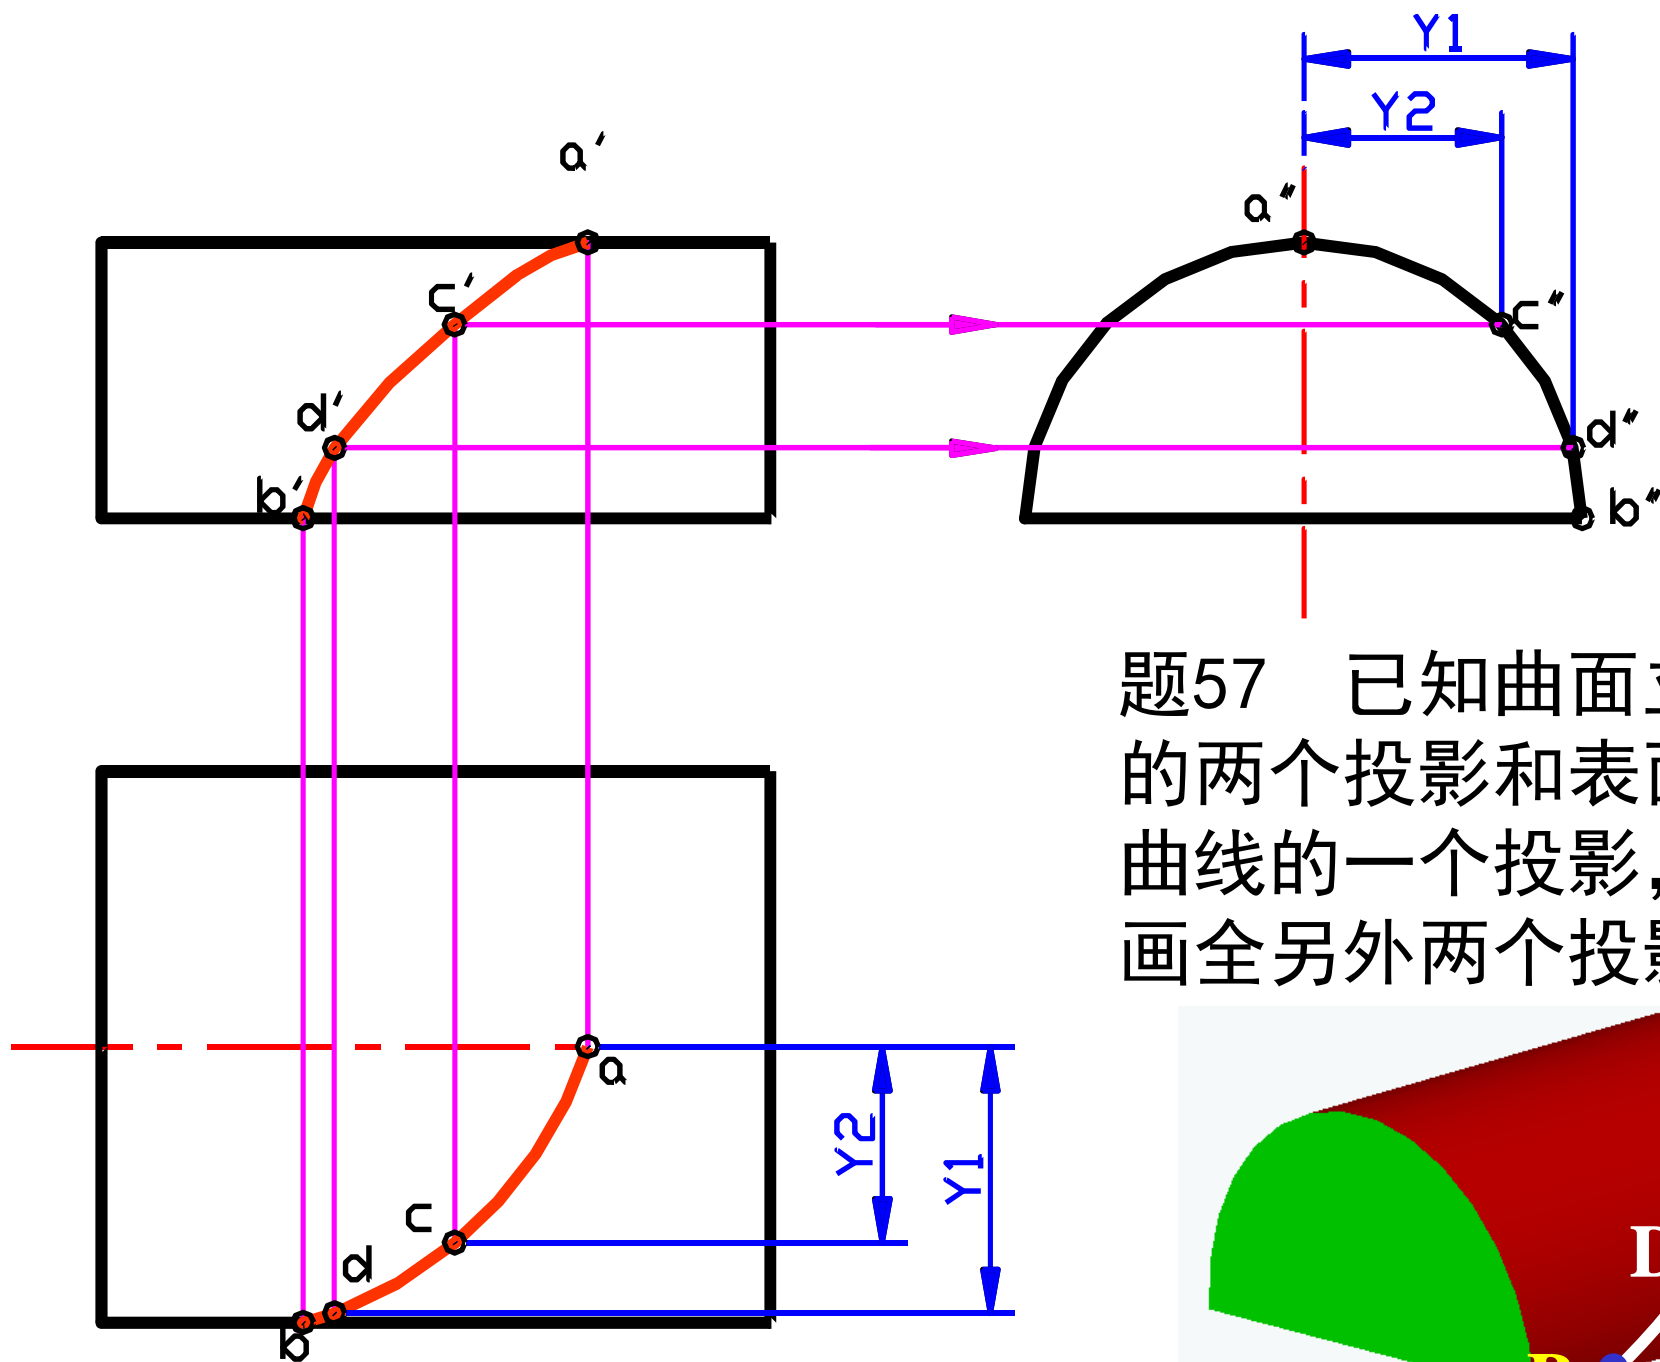 Y1
Y2
a′
a″
c′
c″
d′
d″
b′
b″
题57 已知曲面
的两个投影和表
曲线的一个投影,
画全另外两个投
a
Y2
Y1
c
d
b
D